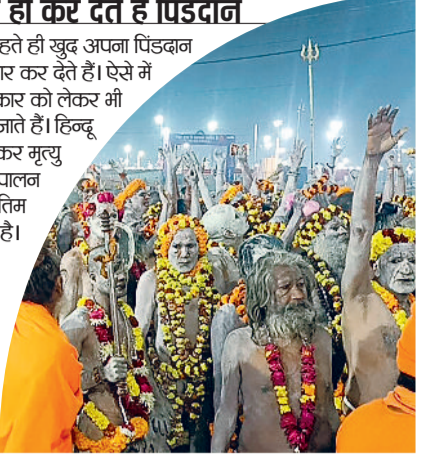 ही कर देते हैं पिंडदान
हते ही खुद अपना पिंडदान
ार कर देते हैं। ऐसे में
कार को लेकर भी
जाते हैं। हिन्दू
कर मृत्यु
पालन
तिम
है।